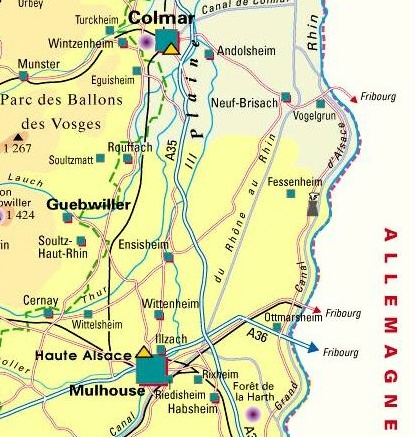 Orbey
Turckheim
Colmar
Canal de Colmar
Rhin
Wintzenheim
Andolsheim
Munster
Eguisheim
Plaine
Neuf-Brisach
Fribourg
Vogelgrun
Parc des Ballons
des Vosges
1 267
Rouffach
Soultzmatt
A35
Ill
d'Alsace
Lauch
Fessenheim
1 424
Guebwiller
du Rhône au Rhin
Soultz-
Haut-Rhin
Ensisheim
Canal
ALLEMAGNE
Cernay
Thur
Wittelsheim
Wittenheim
Fribourg
Ottmarsheim
A36
Illzach
Haute Alsace
Fribourg
Mulhouse
Rixheim
Riedisheim
Habsheim
Forêt de
la Harth
Grand
Canal